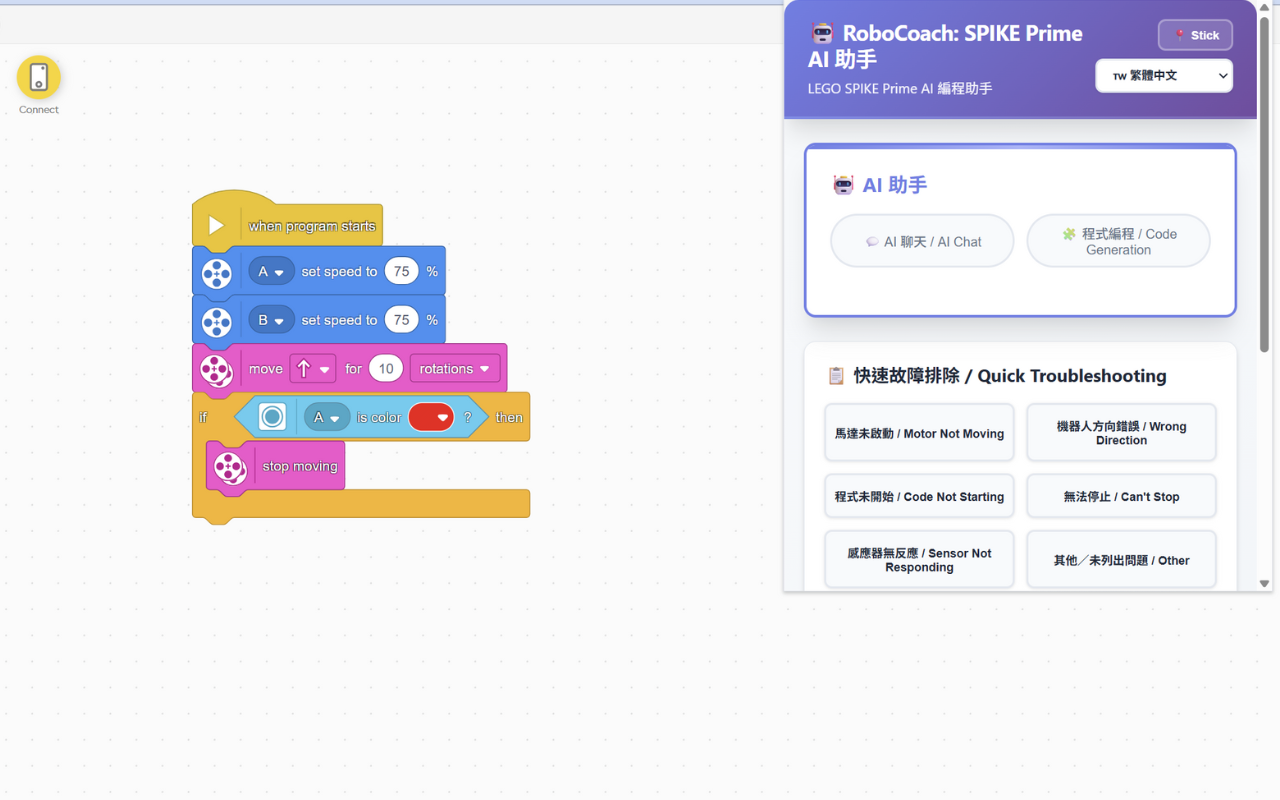 Connect
when program starts
A set speed to 75 %
B set speed to 75 %
move for 10 rotations
if A is color ? then
stop moving
RoboCoach: SPIKE Prime
AI 助手
LEGO SPIKE Prime AI 編程助手
Stick
TW 繁體中文
AI 助手
AI 聊天 / AI Chat
程式編程 / Code
Generation
快速故障排除 / Quick Troubleshooting
馬達未啟動 / Motor Not Moving
機器人方向錯誤 / Wrong
Direction
程式未開始 / Code Not Starting
無法停止 / Can't Stop
感應器無反應 / Sensor Not
Responding
其他／未列出問題 / Other